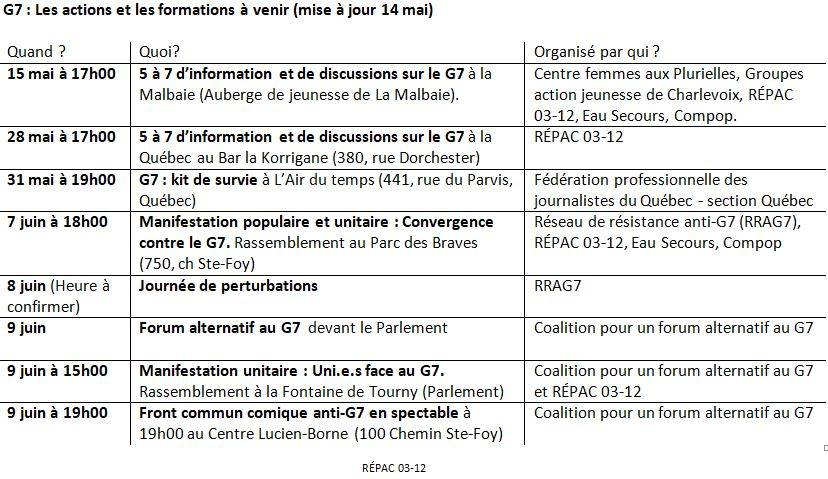 G7 : Les actions et les formations à venir (mise à jour 14 mai)
Quand ? Quoi? Organisé par qui ?
15 mai à 17h00
5 à 7 d’information et de discussions sur le G7 à la
Malbaie (Auberge de jeunesse de La Malbaie).
Centre femmes aux Plurielles, Groupes
action jeunesse de Charlevoix, RÉPAC
03-12, Eau Secours, Compop.
28 mai à 17h00
5 à 7 d’information et de discussions sur le G7 à la
Québec au Bar la Korrigane (380, rue Dorchester)
RÉPAC 03-12
31 mai à 19h00
G7 : kit de survie à L’Air du temps (441, rue du Parvis,
Québec)
Fédération professionnelle des
journalistes du Québec - section Québec
7 juin à 18h00
Manifestation populaire et unitaire : Convergence
contre le G7. Rassemblement au Parc des Braves
(750, ch Ste-Foy)
Réseau de résistance anti-G7 (RRAG7),
RÉPAC 03-12, Eau Secours, Compop
8 juin (Heure à
confirmer)
Journée de perturbations
RRAG7
9 juin
Forum alternatif au G7 devant le Parlement
Coalition pour un forum alternatif au G7
9 juin à 15h00
Manifestation unitaire : Uni.e.s face au G7.
Rassemblement à la Fontaine de Tourny (Parlement)
Coalition pour un forum alternatif au G7
et RÉPAC 03-12
9 juin à 19h00
Front commun comique anti-G7 en spectable à
19h00 au Centre Lucien-Borne (100 Chemin Ste-Foy)
Coalition pour un forum alternatif au G7
RÉPAC 03-12